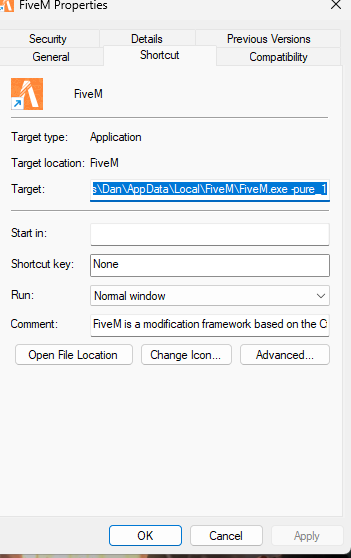 FiveM Properties
Security Details Previous Versions
General Shortcut Compatibility
FiveM
Target type: Application
Target location: FiveM
Target: s\Dan\AppData\Local\FiveM\FiveM.exe -pure_1
Start in:
Shortcut key: None
Run: Normal window
Comment: FiveM is a modification framework based on the C
Open File Location Change Icon... Advanced...
OK Cancel Apply